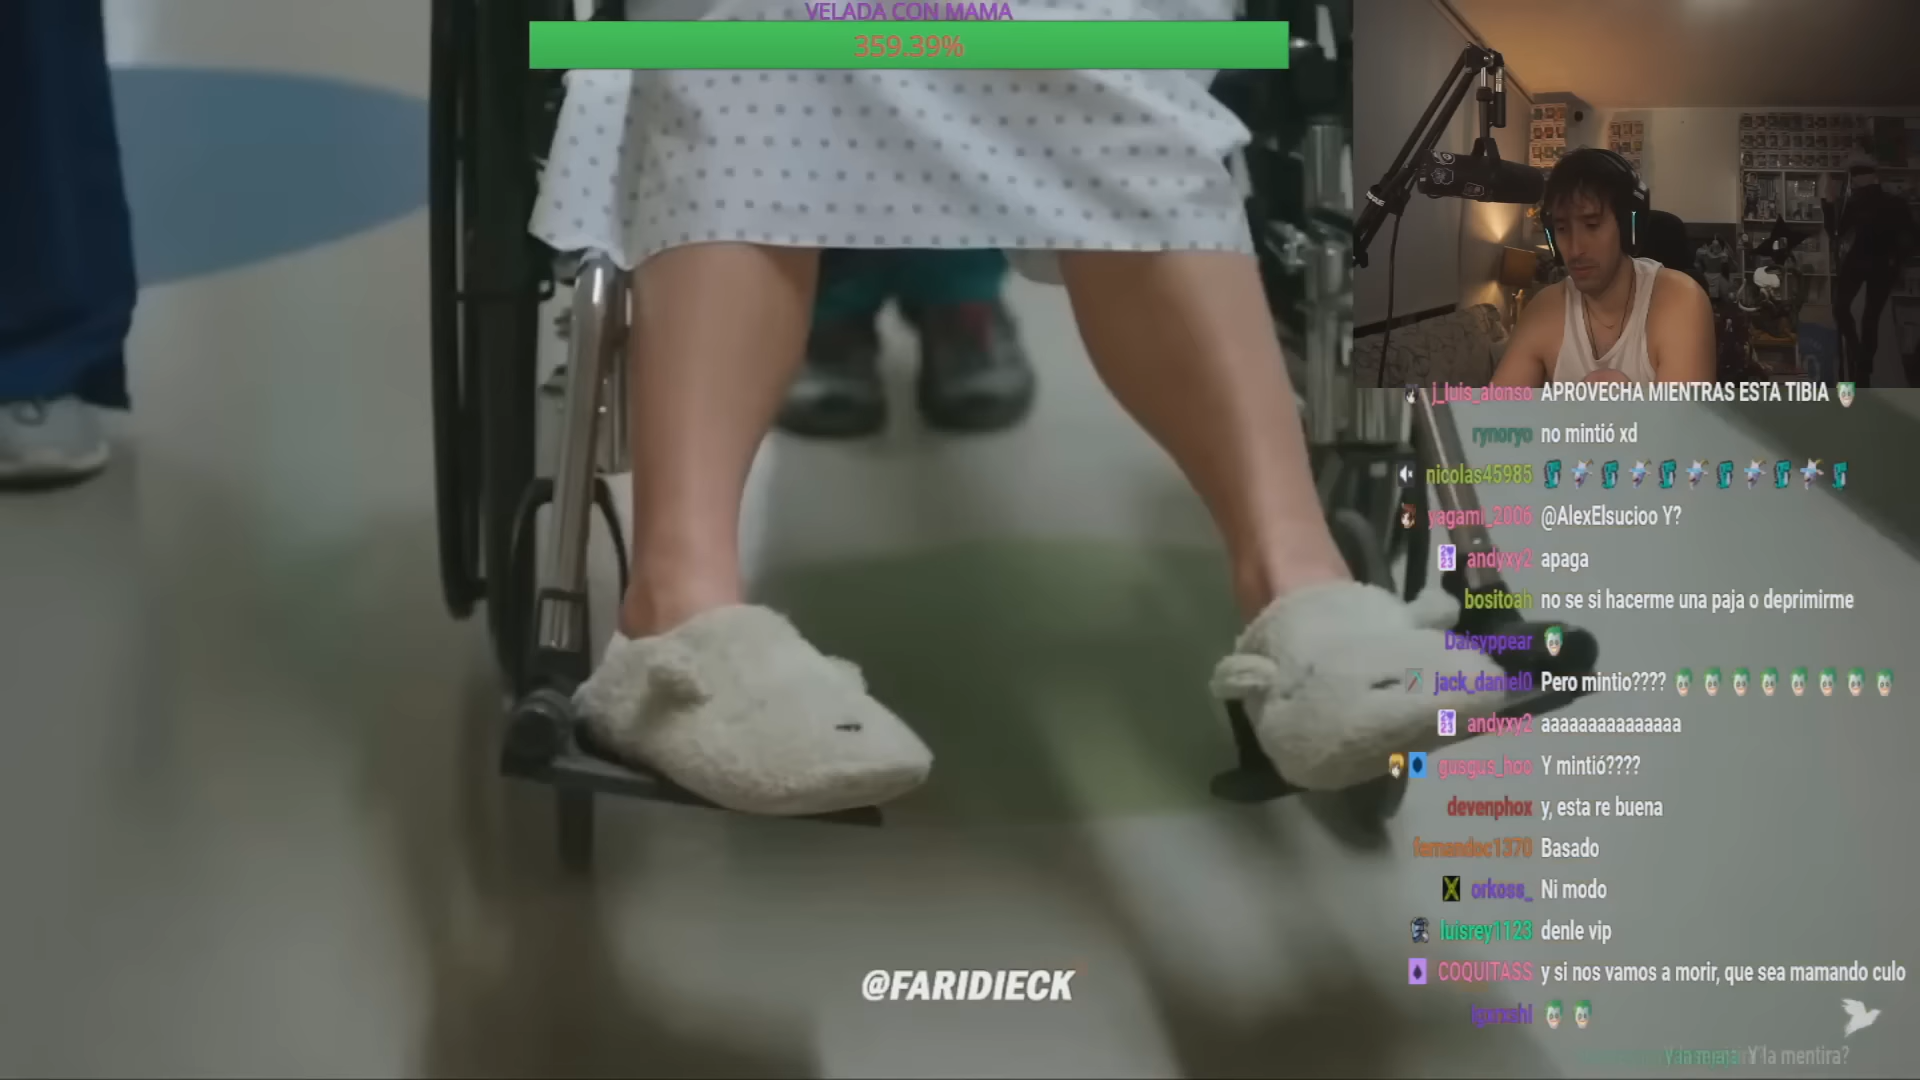 VELADA CON MAMA
359.39%
j_luis_alonso APROVECHA MIENTRAS ESTA TIBIA
rynoryo no mintió xd
nicolas45985
yagami_2006 @AlexElsucioo Y?
andyxy2 apaga
bositoah no se si hacerme una paja o deprimirme
Daisyppear
jack_daniel0 Pero mintio????
andyxy2 aaaaaaaaaaaaaaa
gusgus_hoo Y mintió????
devenphox y, esta re buena
fernandoc1370 Basado
orkoss_ Ni modo
luisrey1123 denle vip
COQUITASS y si nos vamos a morir, que sea mamando culo
Y la mentira?
@FARIDIECK